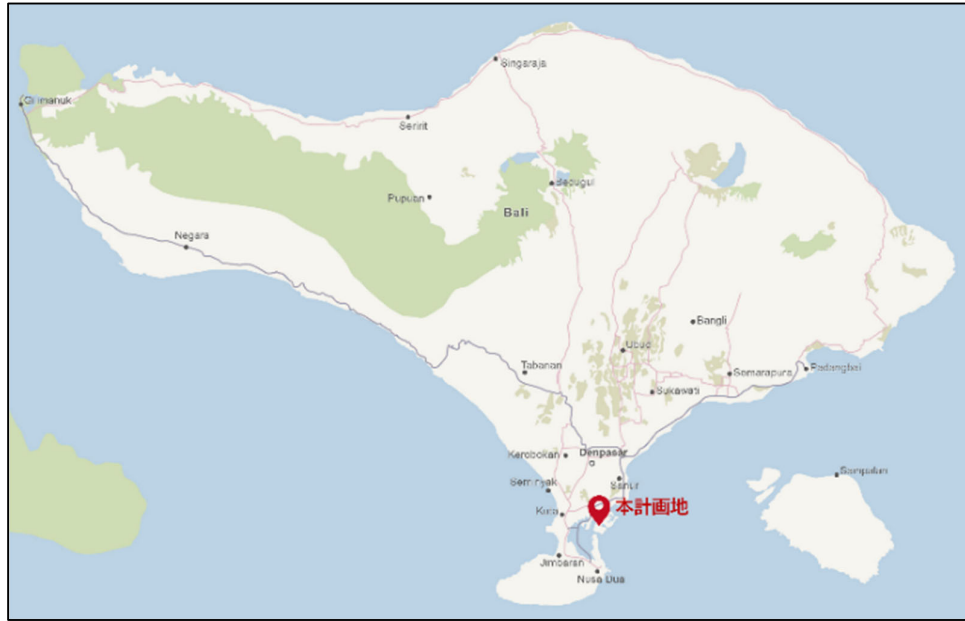 Singaraja
Gilimanuk
Seririt
Bedugul
Pupuan
Bali
Negara
Bangli
Ubud
Tabanan
Semarapura
Padangbai
Sukawati
Kerobokan
Denpasar
Sampalan
Seminyak
Sanur
Kuta
本計画地
Jimbaran
Nusa Dua